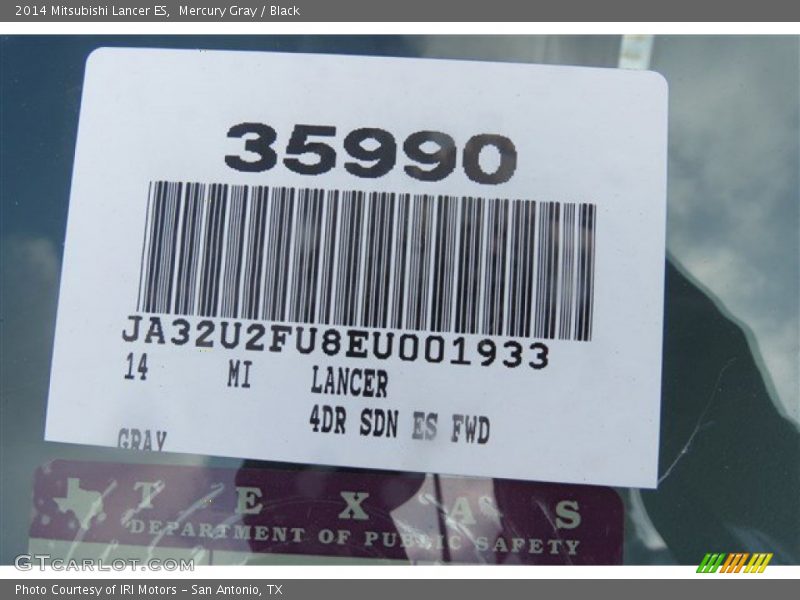 2014 Mitsubishi Lancer ES, Mercury Gray / Black
35990
JA32U2FU8EU001933
14 MI LANCER
4DR SDN ES FWD
GRAY
TEXAS
DEPARTMENT OF PUBLIC SAFETY
GTcarlot.com
Photo Courtesy of IRI Motors - San Antonio, TX